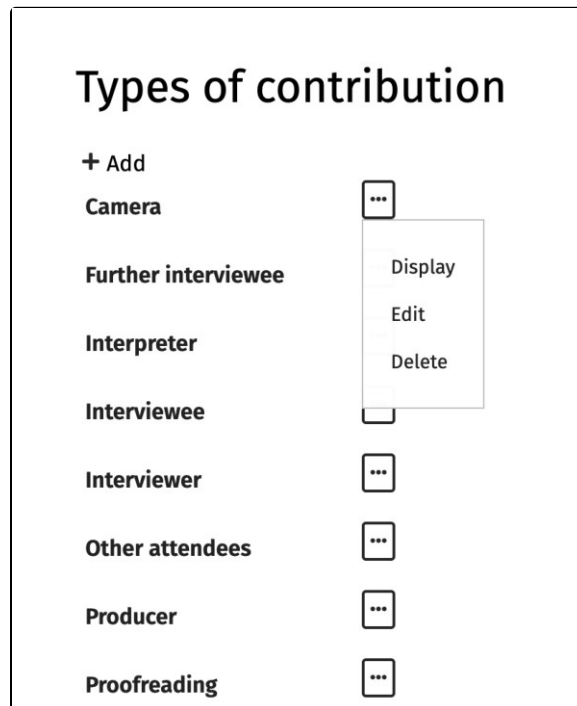 Types of contribution
+ Add
Camera
Display
Further interviewee
Edit
Interpreter
Delete
Interviewee
Interviewer
Other attendees
Producer
Proofreading